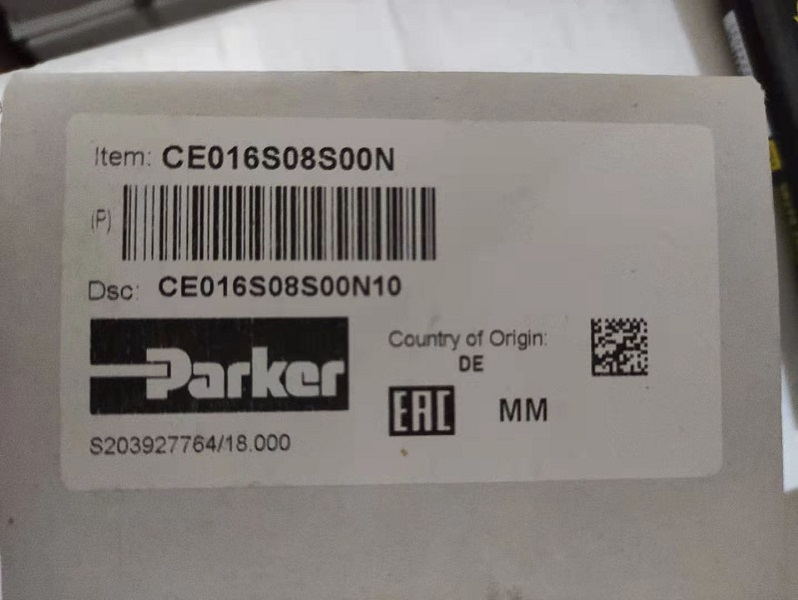 Item: CE016S08S00N
(P)
Dsc: CE016S08S00N10
Parker
Country of Origin:
DE
EAC MM
S203927764/18.000